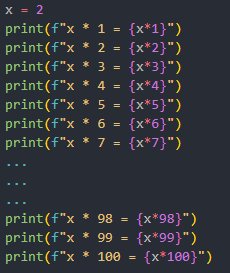 x = 2
print(f"x * 1 = {x*1}")
print(f"x * 2 = {x*2}")
print(f"x * 3 = {x*3}")
print(f"x * 4 = {x*4}")
print(f"x * 5 = {x*5}")
print(f"x * 6 = {x*6}")
print(f"x * 7 = {x*7}")
...
...
...
print(f"x * 98 = {x*98}")
print(f"x * 99 = {x*99}")
print(f"x * 100 = {x*100}")